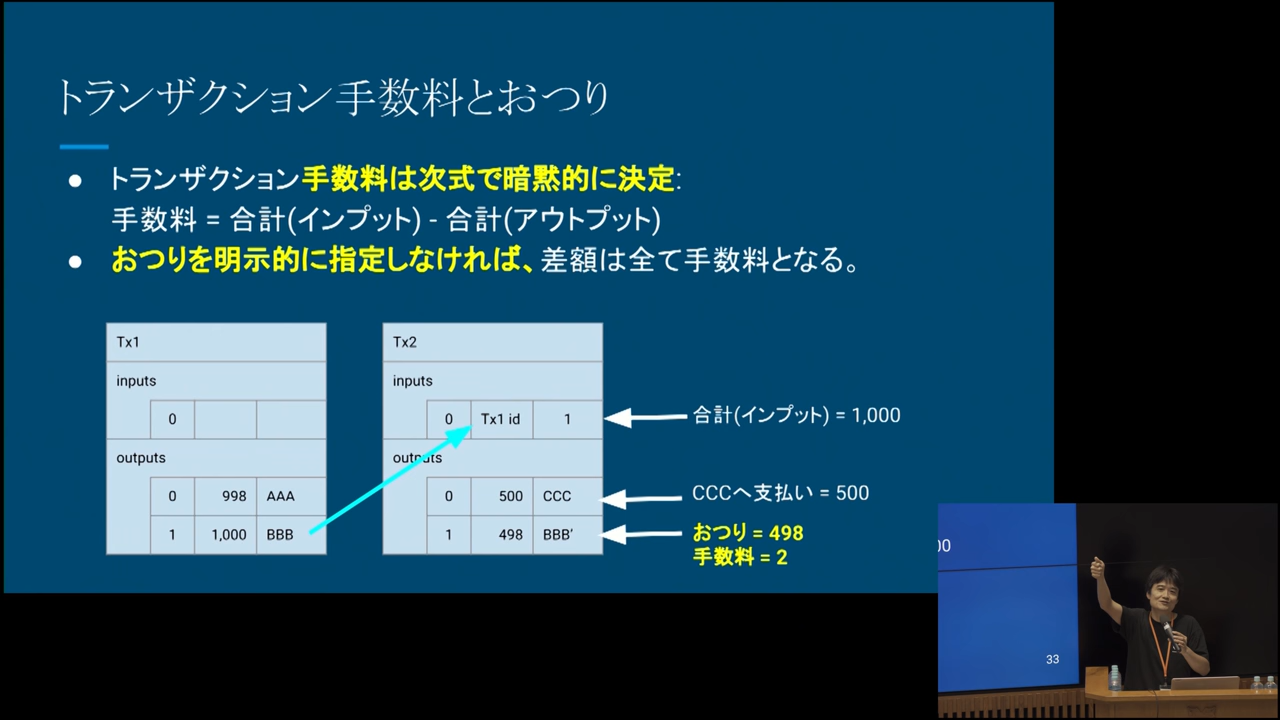 トランザクション手数料とおつり
● トランザクション手数料は次式で暗黙的に決定:
手数料 = 合計(インプット) - 合計(アウトプット)
● おつりを明示的に指定しなければ、差額は全て手数料となる。
Tx1
inputs
0
outputs
0 998 AAA
1 1,000 BBB
Tx2
inputs
0 Tx1 id 1
outputs
0 500 CCC
1 498 BBB’
合計(インプット) = 1,000
CCCへ支払い = 500
おつり = 498
手数料 = 2
00
33